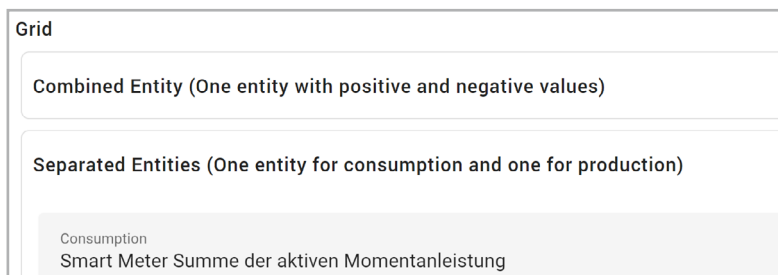 Grid
Combined Entity (One entity with positive and negative values)
Separated Entities (One entity for consumption and one for production)
Consumption
Smart Meter Summe der aktiven Momentanleistung